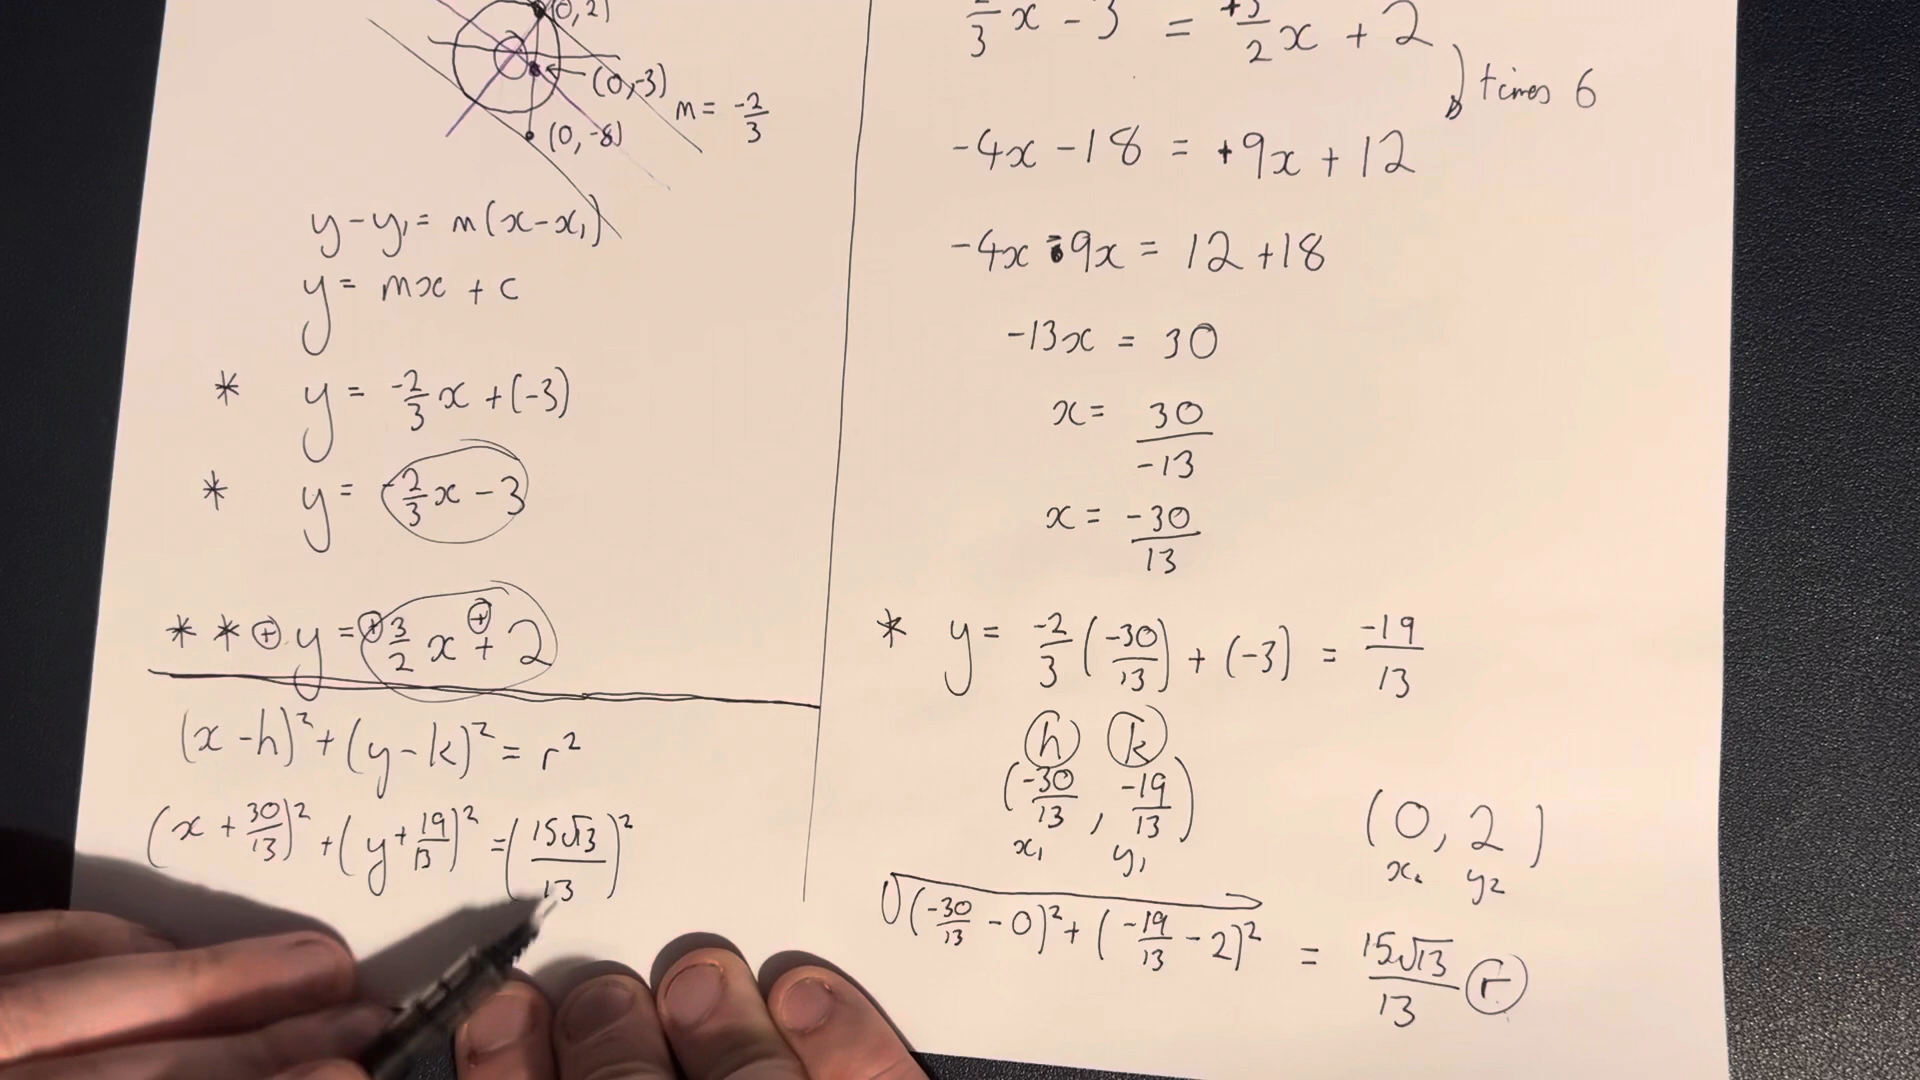 (0, 2)
(0, -3)
m = -2/3
(0, -8)
y - y₁ = m(x - x₁)
y = mx + c
* y = -2/3 x + (-3)
* y = -2/3 x - 3
* * ⊕ y = ⊕ 3/2 x ⊕ + 2
(x - h)² + (y - k)² = r²
(x + 30/13)² + (y + 19/13)² = (15√13/13)²
x - 3 = x + 2
times 6
-4x - 18 = +9x + 12
-4x - 9x = 12 + 18
-13x = 30
x = 30/-13
x = -30/13
* y = -2/3 (-30/13) + (-3) = -19/13
h k
(-30/13, -19/13) (0, 2)
x₁ y₁ x₂ y₂
√((-30/13 - 0)² + (-19/13 - 2)²) = 15√13/13 r